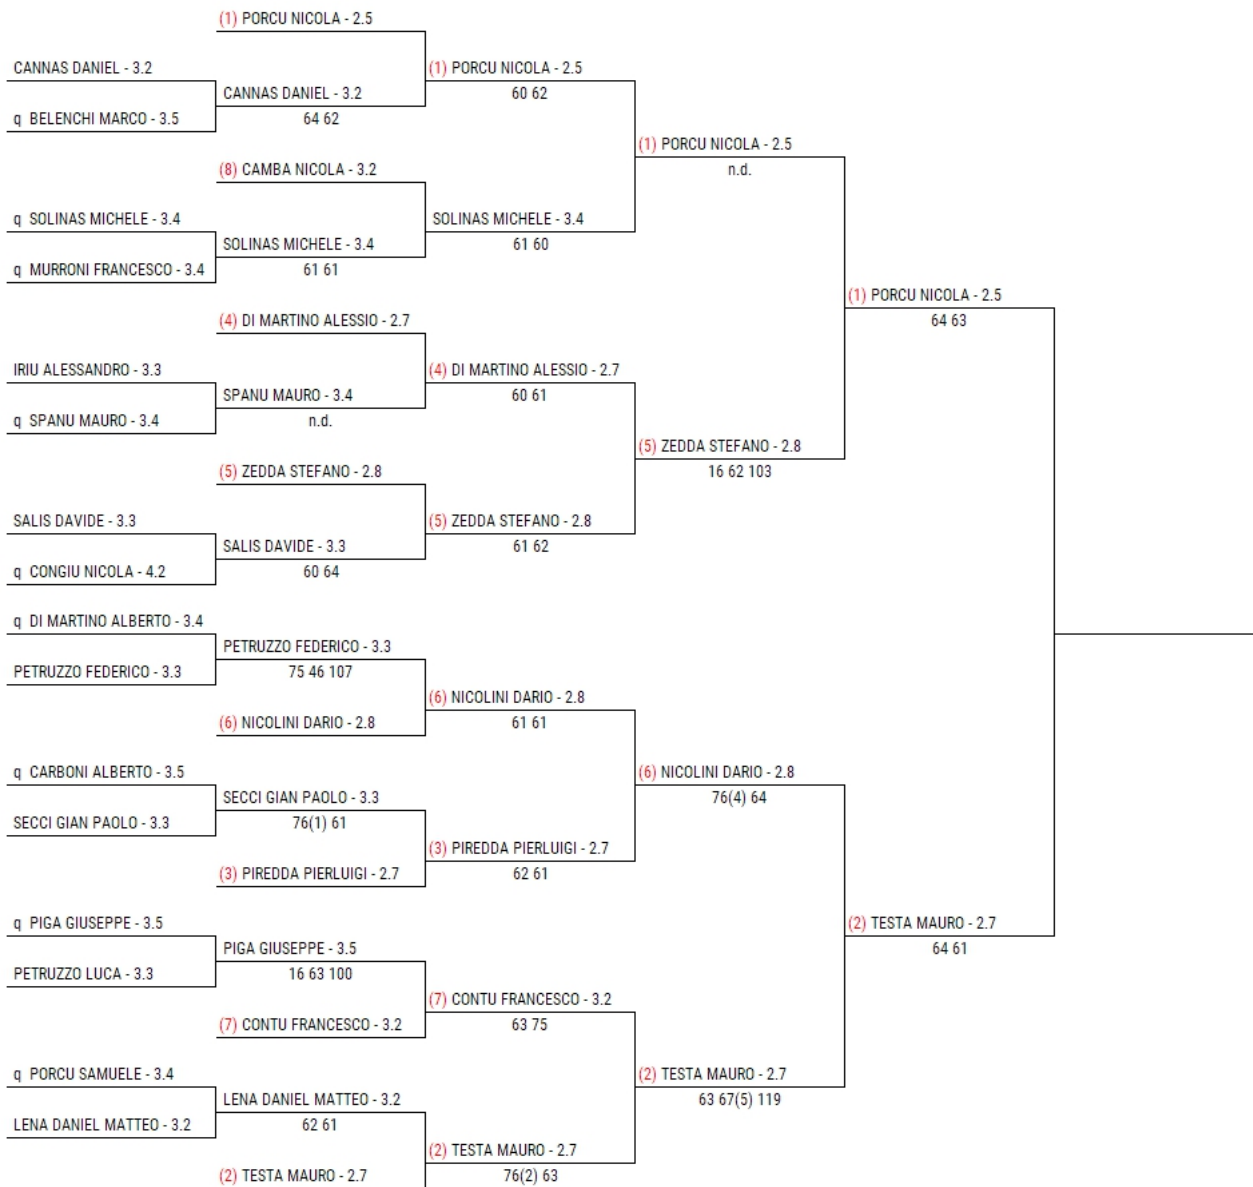 (1) PORCU NICOLA - 2.5
CANNAS DANIEL - 3.2
(1) PORCU NICOLA - 2.5
CANNAS DANIEL - 3.2
60 62
q BELENCHI MARCO - 3.5
64 62
(1) PORCU NICOLA - 2.5
(8) CAMBA NICOLA - 3.2
n.d.
q SOLINAS MICHELE - 3.4
SOLINAS MICHELE - 3.4
SOLINAS MICHELE - 3.4
61 60
q MURRONI FRANCESCO - 3.4
61 61
(1) PORCU NICOLA - 2.5
(4) DI MARTINO ALESSIO - 2.7
64 63
IRIU ALESSANDRO - 3.3
(4) DI MARTINO ALESSIO - 2.7
SPANU MAURO - 3.4
60 61
q SPANU MAURO - 3.4
n.d.
(5) ZEDDA STEFANO - 2.8
(5) ZEDDA STEFANO - 2.8
16 62 103
SALIS DAVIDE - 3.3
(5) ZEDDA STEFANO - 2.8
SALIS DAVIDE - 3.3
61 62
q CONGIU NICOLA - 4.2
60 64
q DI MARTINO ALBERTO - 3.4
PETRUZZO FEDERICO - 3.3
PETRUZZO FEDERICO - 3.3
75 46 107
(6) NICOLINI DARIO - 2.8
(6) NICOLINI DARIO - 2.8
61 61
q CARBONI ALBERTO - 3.5
(6) NICOLINI DARIO - 2.8
SECCI GIAN PAOLO - 3.3
76(4) 64
SECCI GIAN PAOLO - 3.3
76(1) 61
(3) PIREDDA PIERLUIGI - 2.7
(3) PIREDDA PIERLUIGI - 2.7
62 61
q PIGA GIUSEPPE - 3.5
(2) TESTA MAURO - 2.7
PIGA GIUSEPPE - 3.5
64 61
PETRUZZO LUCA - 3.3
16 63 100
(7) CONTU FRANCESCO - 3.2
(7) CONTU FRANCESCO - 3.2
63 75
q PORCU SAMUELE - 3.4
(2) TESTA MAURO - 2.7
LENA DANIEL MATTEO - 3.2
63 67(5) 119
LENA DANIEL MATTEO - 3.2
62 61
(2) TESTA MAURO - 2.7
(2) TESTA MAURO - 2.7
76(2) 63